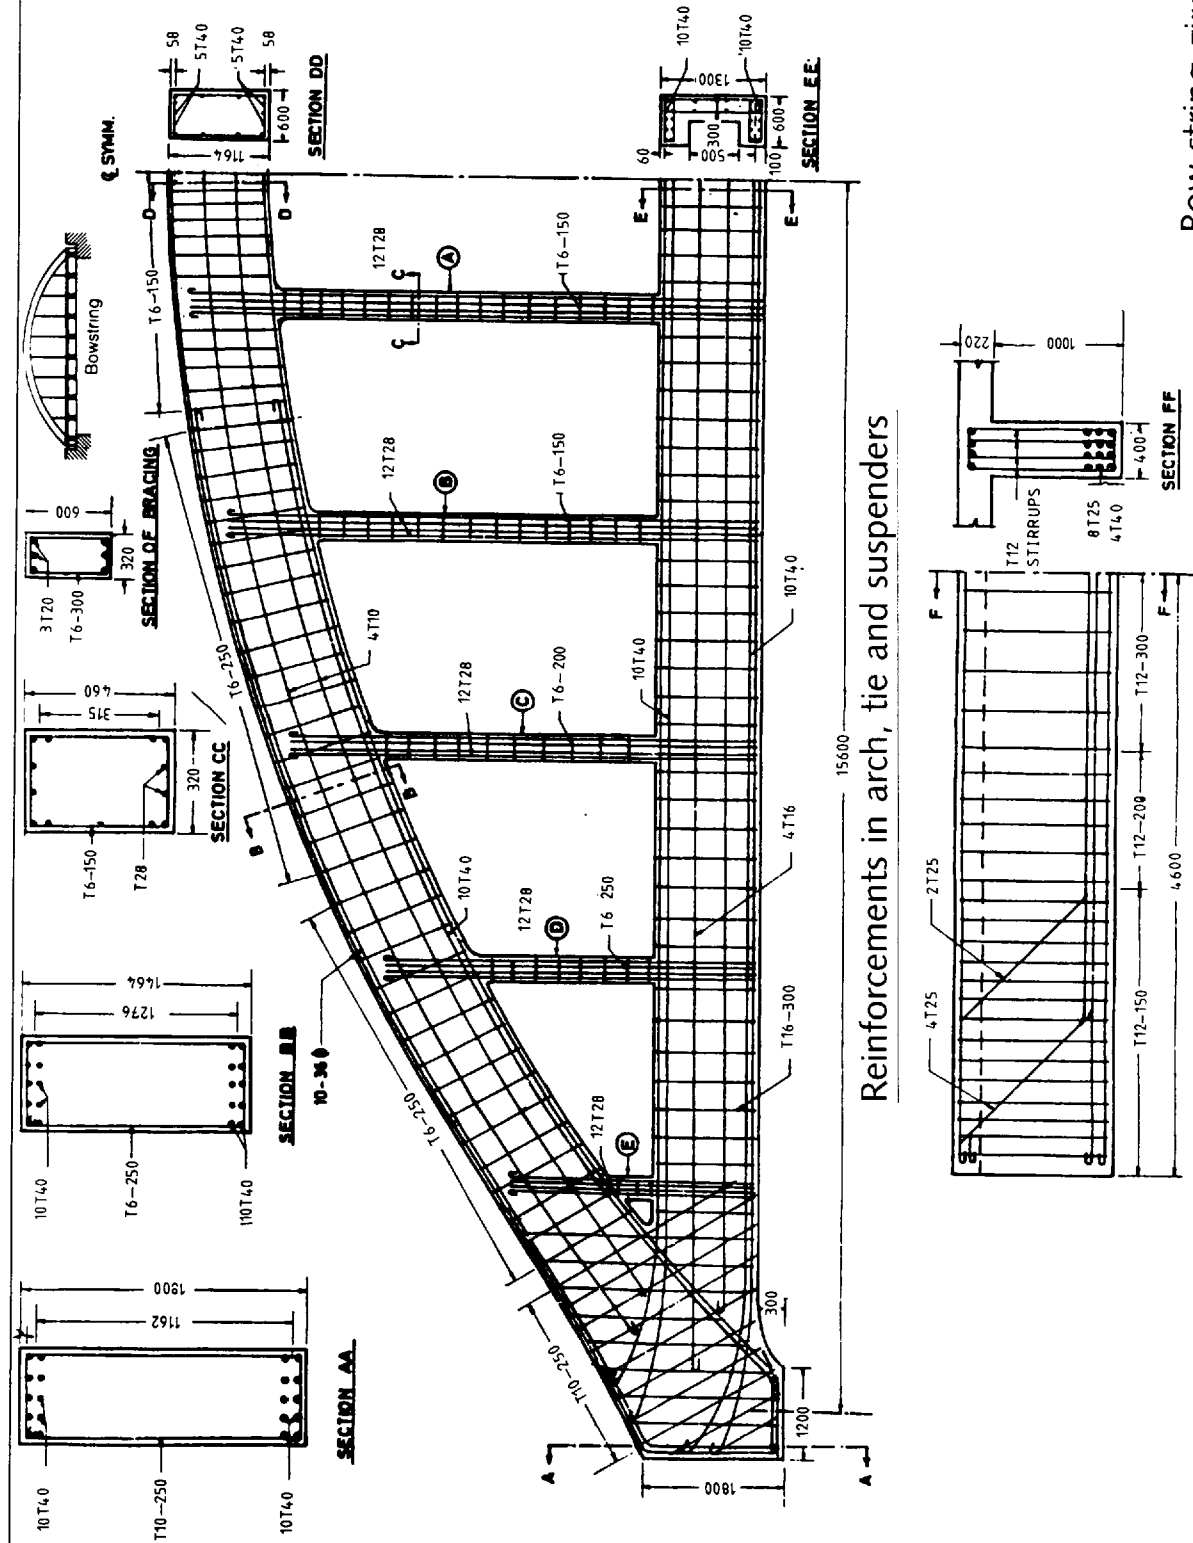 58
5T40
5T40
58
1164
600
SECTION DD
℄ SYMM.
10T40
10T40
1300
60
300
500
600
100
SECTION EE
Bowstring
600
320
3T20
T6-300
SECTION OF BRACING
460
315
320
T6-150
T28
SECTION CC
1464
1276
10T40
T6-250
110T40
SECTION BB
1800
1162
10T40
T10-250
10T40
SECTION AA
D
D
T6-150
12T28
C
C
A
T6-150
E
E
T6-250
12T28
B
T6-150
4T10
12T28
C
T6-200
10T40
10T40
B
B
10T40
12T28
D
T6 250
4T16
10-36ϕ
T6-250
12T28
E
T16-300
T10-250
300
1200
15600
A
A
1800
Reinforcements in arch, tie and suspenders
F
F
2T25
4T25
T12-150
T12-200
T12-300
4600
220
1000
T12
STIRRUPS
8T25
4T40
400
SECTION FF